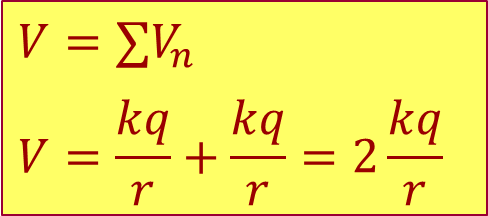 V = ∑Vₙ
V = kq/r + kq/r = 2 kq/r